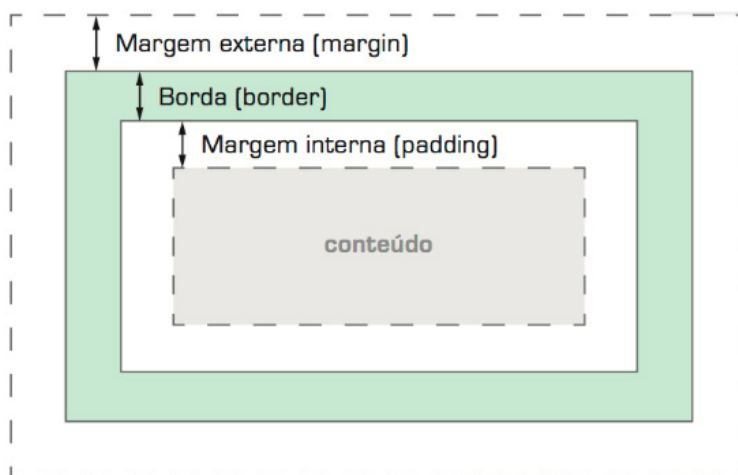 Margem externa (margin)
Borda (border)
Margem interna (padding)
conteúdo